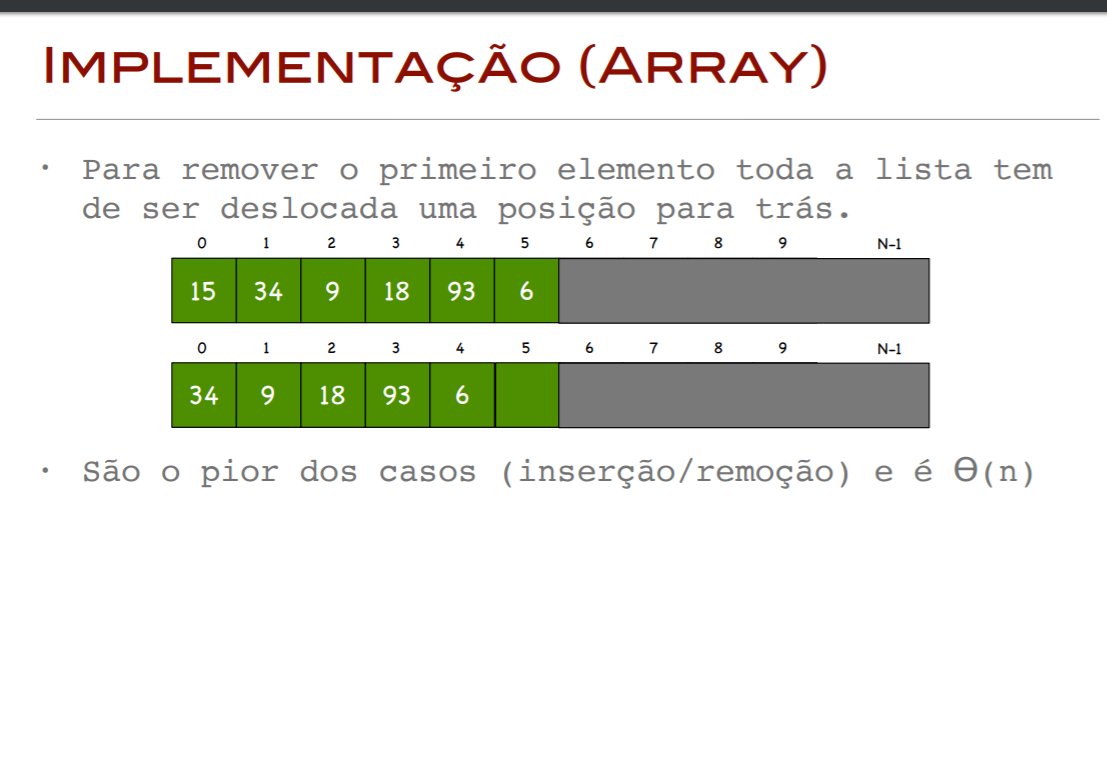 Implementação (Array)
• Para remover o primeiro elemento toda a lista tem
de ser deslocada uma posição para trás.
0 1 2 3 4 5 6 7 8 9 N-1
15 34 9 18 93 6
0 1 2 3 4 5 6 7 8 9 N-1
34 9 18 93 6
• São o pior dos casos (inserção/remoção) e é Θ(n)